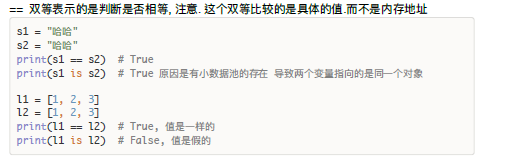 == 双等表示的是判断是否相等, 注意. 这个双等比较的是具体的值.而不是内存地址
s1 = "哈哈"
s2 = "哈哈"
print(s1 == s2)  # True
print(s1 is s2)  # True 原因是有小数据池的存在 导致两个变量指向的是同一个对象
l1 = [1, 2, 3]
l2 = [1, 2, 3]
print(l1 == l2)  # True, 值是一样的
print(l1 is l2)  # False, 值是假的